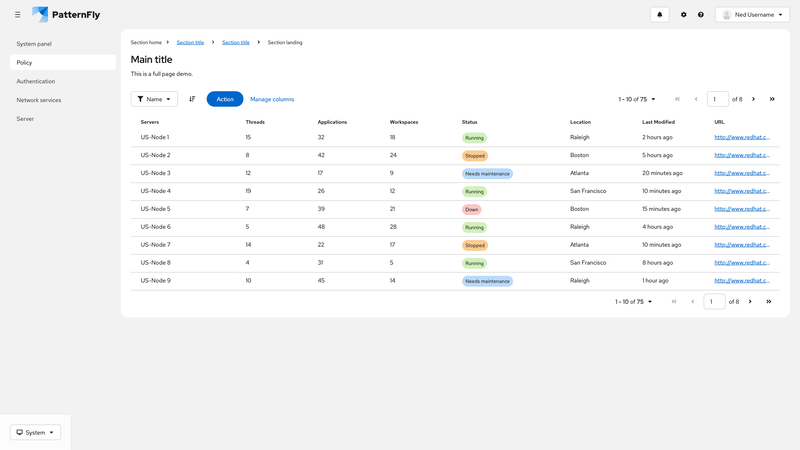 PatternFly
Ned Username
System panel
Policy
Authentication
Network services
Server
Section home Section title Section title Section landing
Main title
This is a full page demo.
Name Action Manage columns 1 - 10 of 75 1 of 8
Servers Threads Applications Workspaces Status Location Last Modified URL
US-Node 1 15 32 18 Running Raleigh 2 hours ago http://www.redhat.c...
US-Node 2 8 42 24 Stopped Boston 5 hours ago http://www.redhat.c...
US-Node 3 12 17 9 Needs maintenance Atlanta 20 minutes ago http://www.redhat.c...
US-Node 4 19 26 12 Running San Francisco 10 minutes ago http://www.redhat.c...
US-Node 5 7 39 21 Down Boston 15 minutes ago http://www.redhat.c...
US-Node 6 5 48 28 Running Raleigh 4 hours ago http://www.redhat.c...
US-Node 7 14 22 17 Stopped Atlanta 10 minutes ago http://www.redhat.c...
US-Node 8 4 31 5 Running San Francisco 8 hours ago http://www.redhat.c...
US-Node 9 10 45 14 Needs maintenance Raleigh 1 hour ago http://www.redhat.c...
1 - 10 of 75 1 of 8
System